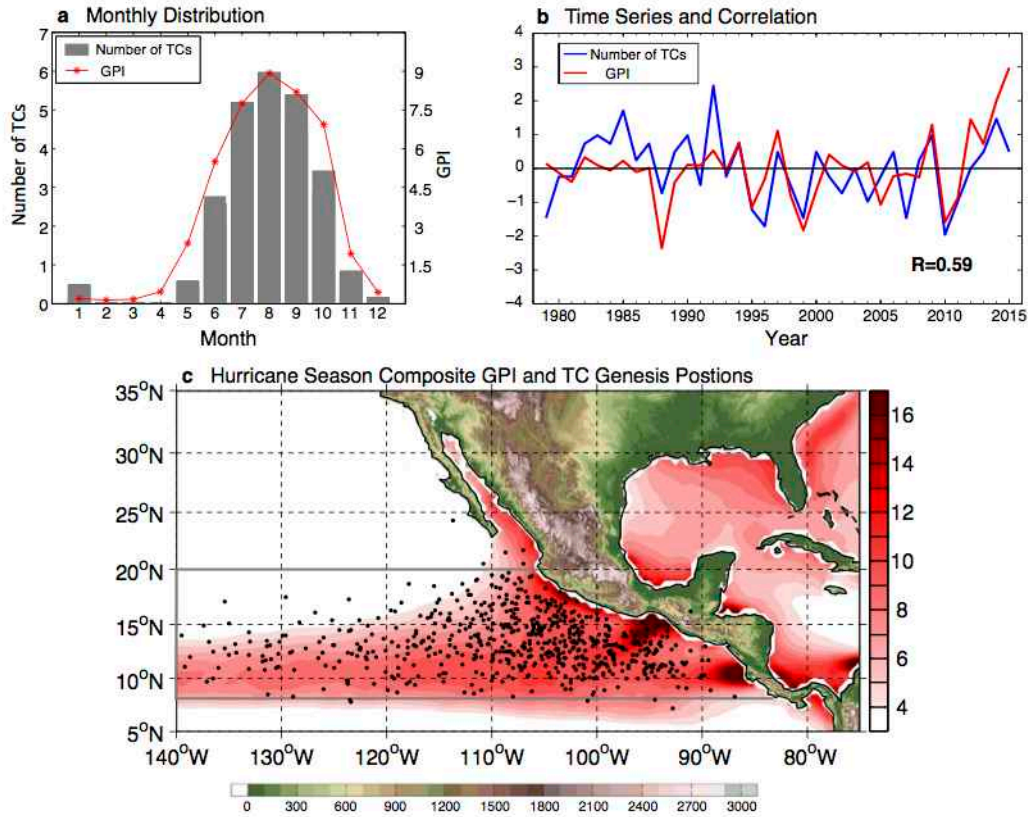 a Monthly Distribution
7
6
5
4
3
2
1
0
Number of TCs
Number of TCs
GPI
9
7.5
6
4.5
3
1.5
GPI
1 2 3 4 5 6 7 8 9 10 11 12
Month
b Time Series and Correlation
4
3
2
1
0
−1
−2
−3
−4
Number of TCs
GPI
R=0.59
1980 1985 1990 1995 2000 2005 2010 2015
Year
c Hurricane Season Composite GPI and TC Genesis Postions
35°N
30°N
25°N
20°N
15°N
10°N
5°N
140°W 130°W 120°W 110°W 100°W 90°W 80°W
16
14
12
10
8
6
4
0 300 600 900 1200 1500 1800 2100 2400 2700 3000